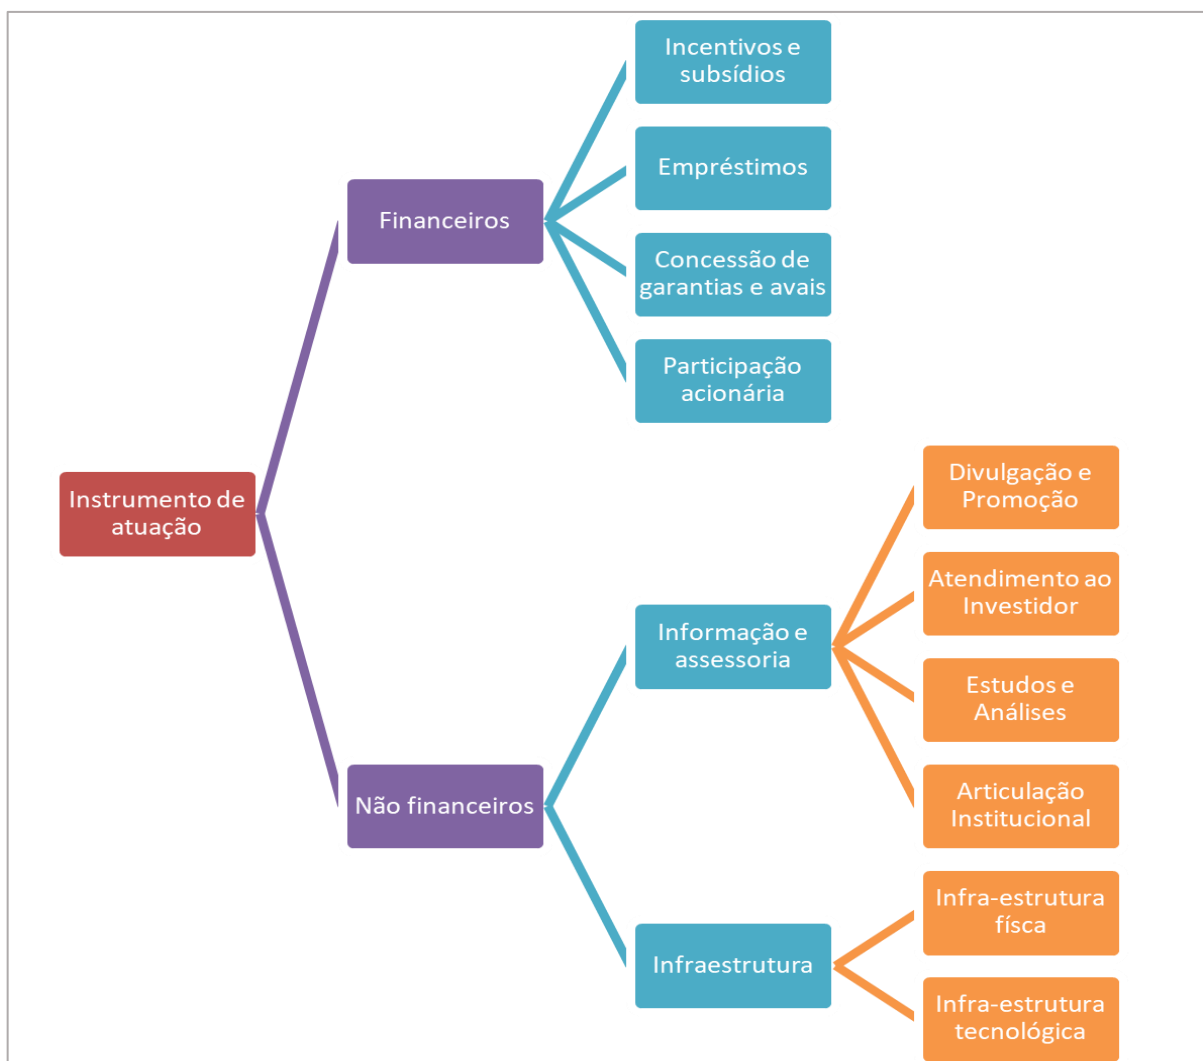 Incentivos e
subsídios
Empréstimos
Financeiros
Concessão de
garantias e avais
Participação
acionária
Instrumento de
atuação
Divulgação e
Promoção
Atendimento ao
Investidor
Informação e
assessoria
Estudos e
Análises
Não financeiros
Articulação
Institucional
Infra-estrutura
físca
Infraestrutura
Infra-estrutura
tecnológica